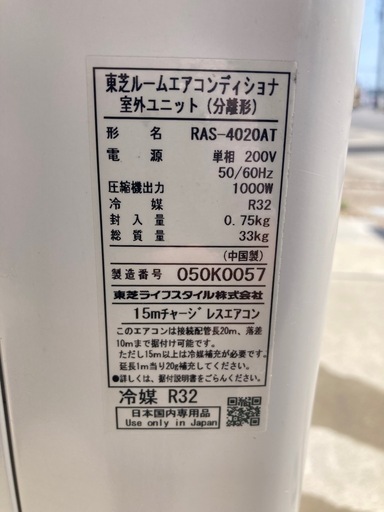 東芝ルームエアコンディショナ
室外ユニット（分離形）
形　名　RAS-4020AT
電　源　単相 200V
50/60Hz
圧縮機出力　1000W
冷　媒　R32
封入量　0.75kg
総質量　33kg
（中国製）
製造番号 050K0057
東芝ライフスタイル株式会社
15mチャージレスエアコン
このエアコンは接続配管長20m、落差
10mまで据付け可能です。
ただし15m以上は冷媒補充が必要です。
延長1m当り20g補充してください。
●詳しくは、据付説明書をごらんください。
冷媒 R32
日本国内専用品
Use only in Japan